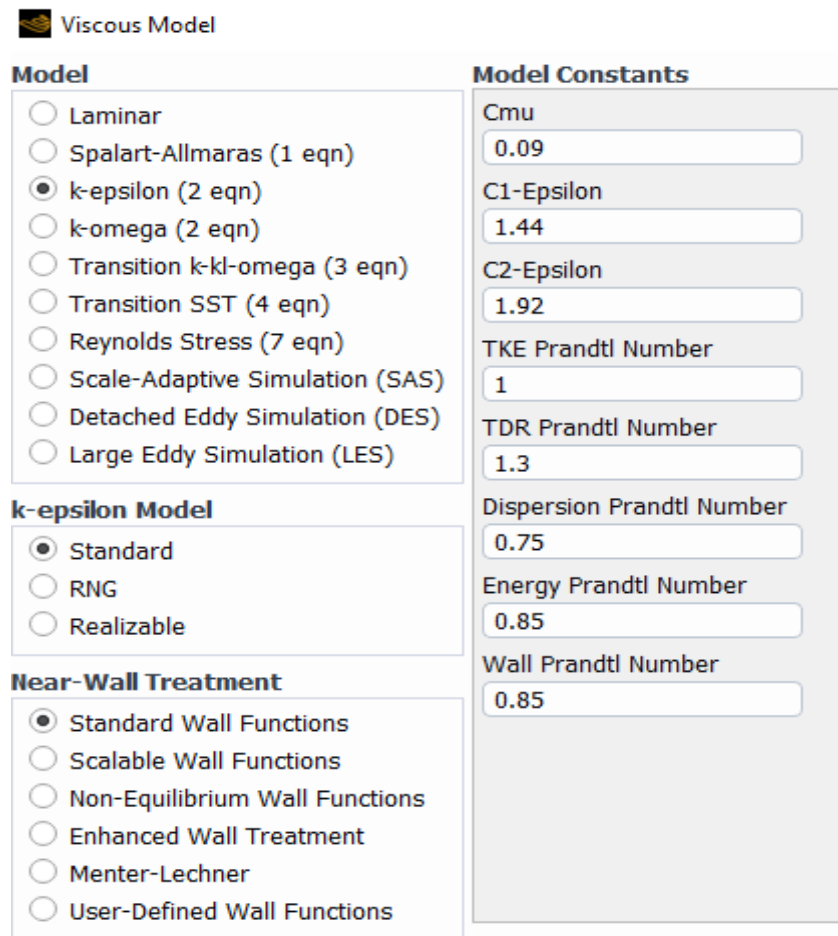 Viscous Model
Model
Laminar
Spalart-Allmaras (1 eqn)
k-epsilon (2 eqn)
k-omega (2 eqn)
Transition k-kl-omega (3 eqn)
Transition SST (4 eqn)
Reynolds Stress (7 eqn)
Scale-Adaptive Simulation (SAS)
Detached Eddy Simulation (DES)
Large Eddy Simulation (LES)
k-epsilon Model
Standard
RNG
Realizable
Near-Wall Treatment
Standard Wall Functions
Scalable Wall Functions
Non-Equilibrium Wall Functions
Enhanced Wall Treatment
Menter-Lechner
User-Defined Wall Functions
Model Constants
Cmu
0.09
C1-Epsilon
1.44
C2-Epsilon
1.92
TKE Prandtl Number
1
TDR Prandtl Number
1.3
Dispersion Prandtl Number
0.75
Energy Prandtl Number
0.85
Wall Prandtl Number
0.85